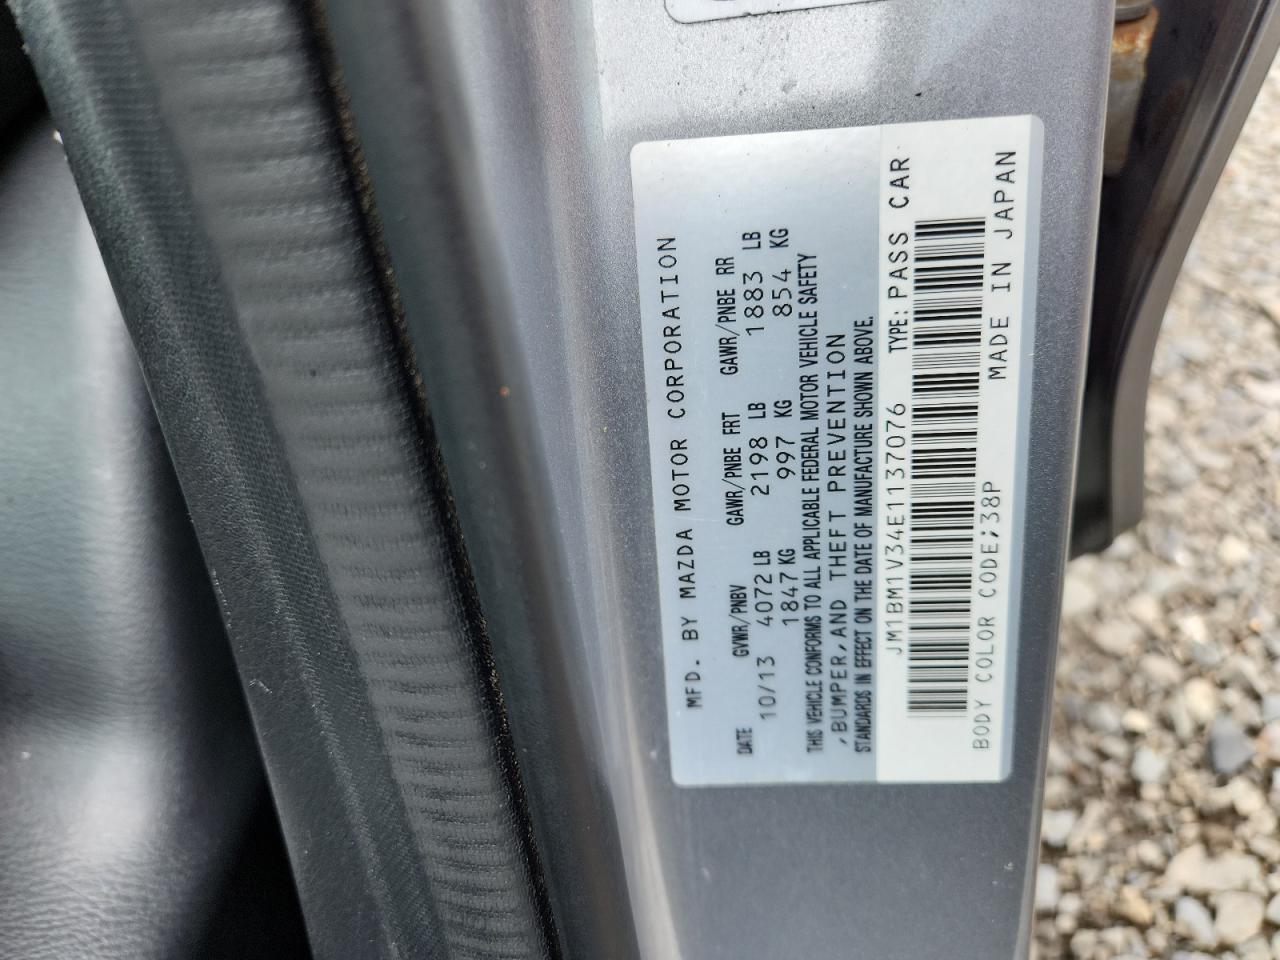 MFD. BY MAZDA MOTOR CORPORATION
DATE GVWR/PNBV GAWR/PNBE FRT GAWR/PNBE RR
10/13 4072 LB 2198 LB 1883 LB
1847 KG 997 KG 854 KG
THIS VEHICLE CONFORMS TO ALL APPLICABLE FEDERAL MOTOR VEHICLE SAFETY
,BUMPER,AND THEFT PREVENTION
STANDARDS IN EFFECT ON THE DATE OF MANUFACTURE SHOWN ABOVE.
JM1BM1V34E1137076 TYPE: PASS CAR
BODY COLOR CODE;38P MADE IN JAPAN